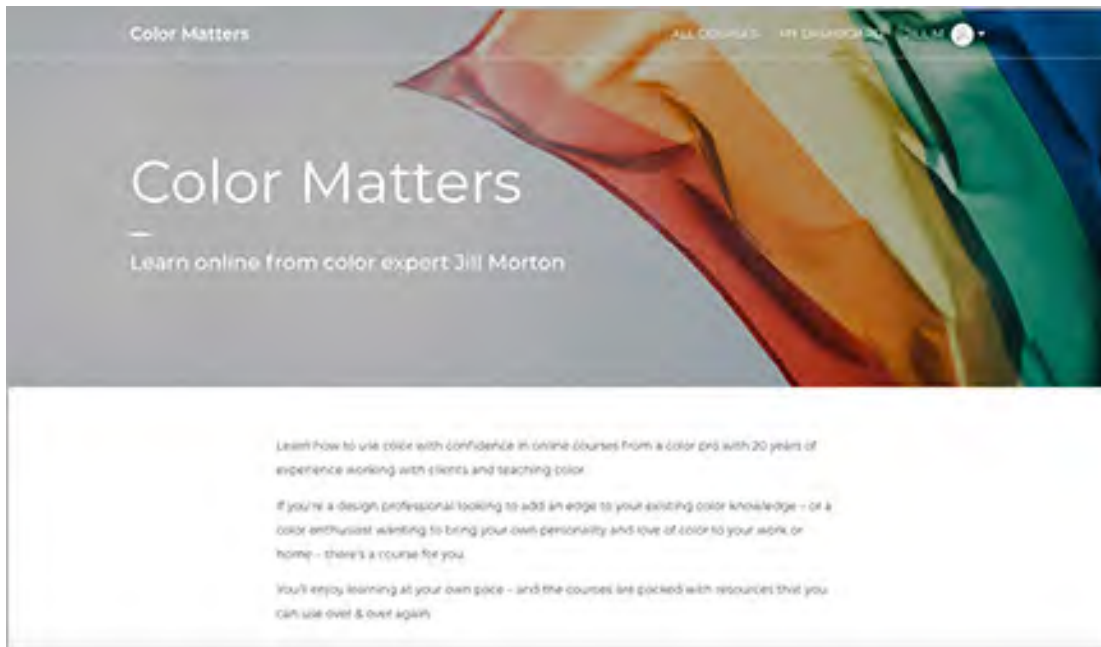 Color Matters
ALL COURSES MY DASHBOARD JILL M
Color Matters
Learn online from color expert Jill Morton
Learn how to use color with confidence in online courses from a color pro with 20 years of
experience working with clients and teaching color.
If you're a design professional looking to add an edge to your existing color knowledge – or a
color enthusiast wanting to bring your own personality and love of color to your work or
home – there's a course for you.
You'll enjoy learning at your own pace – and the courses are packed with resources that you
can use over & over again.